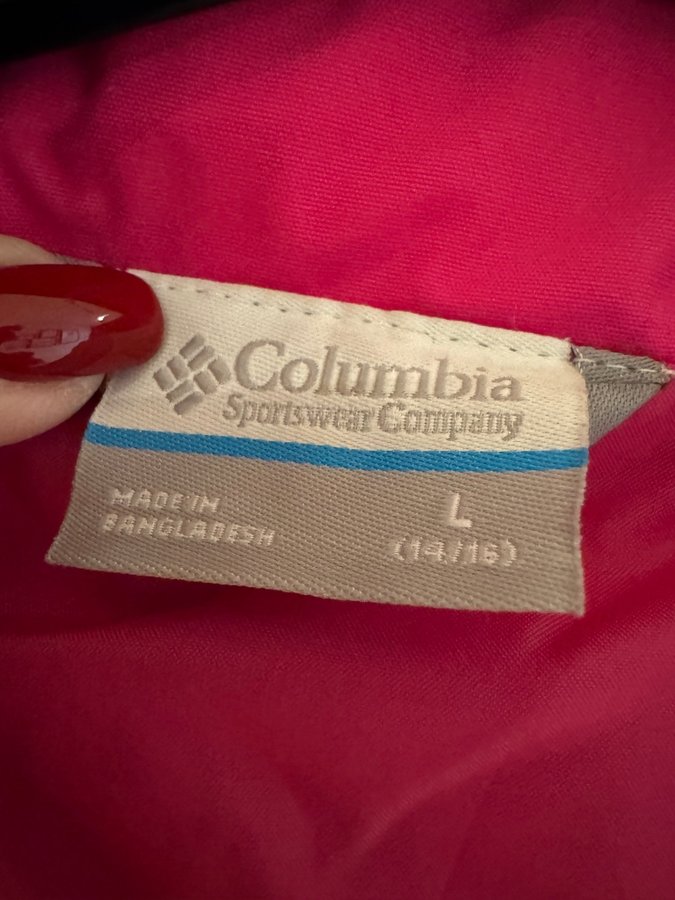 Columbia
Sportswear Company
MADE IN
BANGLADESH
L
(14/16)